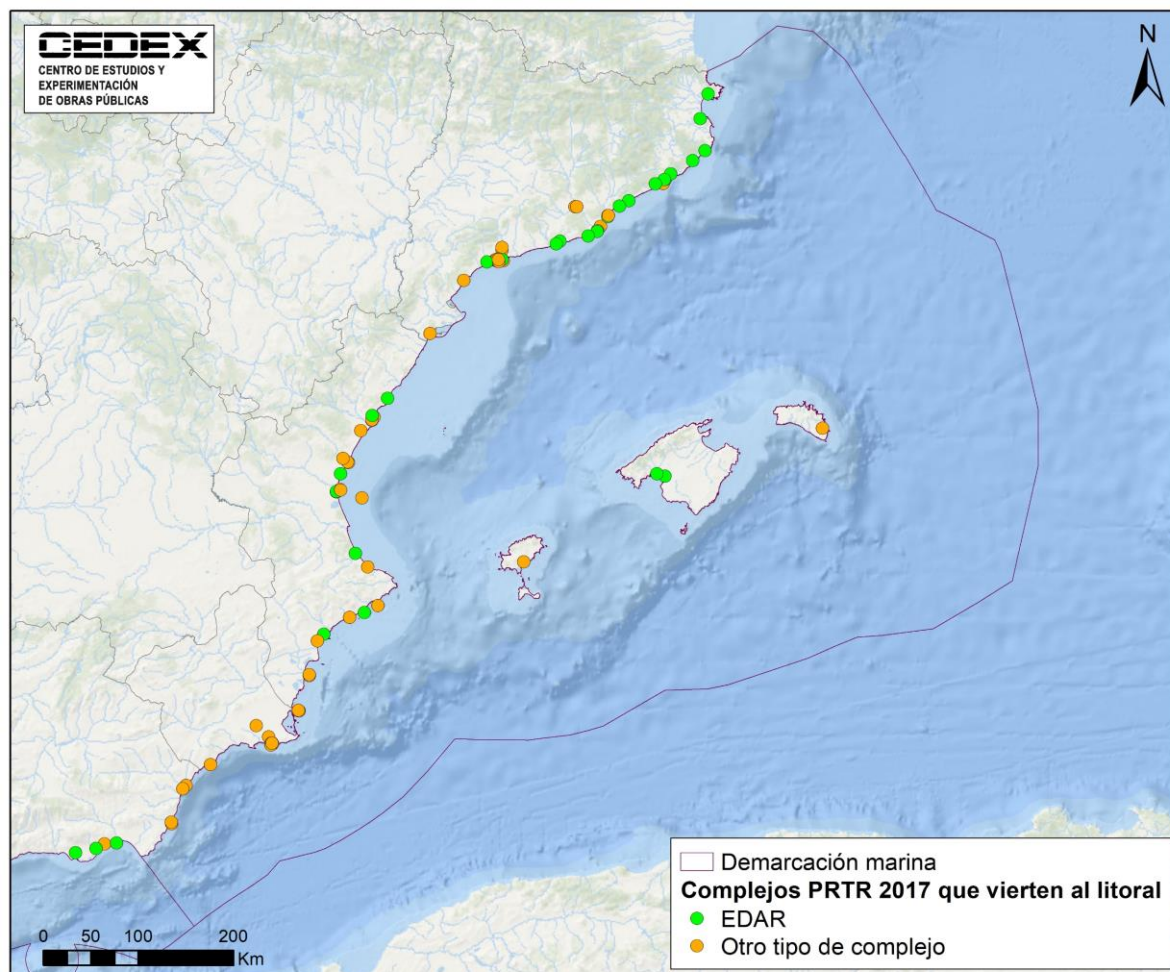 CEDEX
CENTRO DE ESTUDIOS Y
EXPERIMENTACIÓN
DE OBRAS PÚBLICAS
N
Demarcación marina
Complejos PRTR 2017 que vierten al litoral
EDAR
Otro tipo de complejo
0 50 100 200
Km